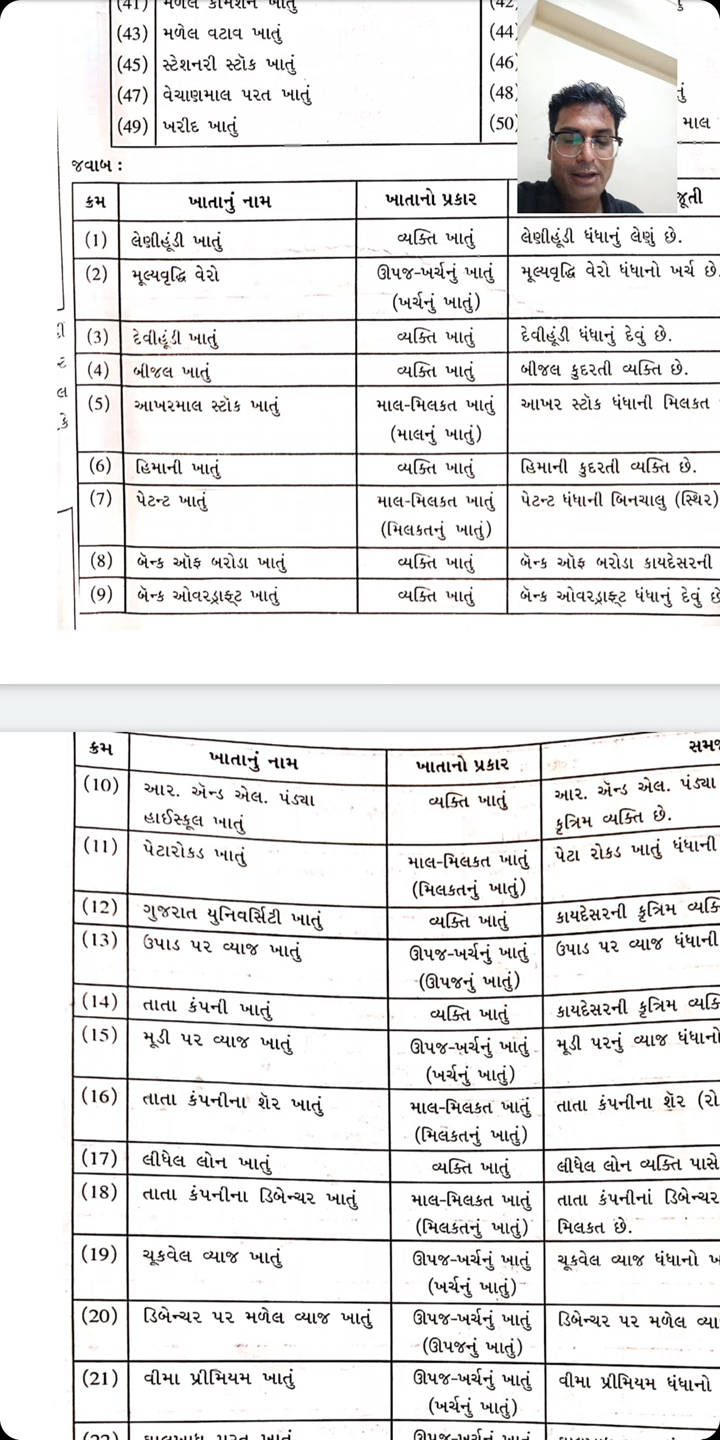 (43) મળેલ વટાવ ખાતું (44)
(45) સ્ટેશનરી સ્ટૉક ખાતું (46)
(47) વેચાણમાલ પરત ખાતું (48)
(49) ખરીદ ખાતું (50) માલ
જવાબ :
ક્રમ ખાતાનું નામ ખાતાનો પ્રકાર
(1) લેણીહૂંડી ખાતું વ્યક્તિ ખાતું લેણીહૂંડી ધંધાનું લેણું છે.
(2) મૂલ્યવૃદ્ધિ વેરો ઊપજ-ખર્ચનું ખાતું મૂલ્યવૃદ્ધિ વેરો ધંધાનો ખર્ચ છે.
(ખર્ચનું ખાતું)
(3) દેવીહૂંડી ખાતું વ્યક્તિ ખાતું દેવીહૂંડી ધંધાનું દેવું છે.
(4) બીજલ ખાતું વ્યક્તિ ખાતું બીજલ કુદરતી વ્યક્તિ છે.
(5) આખરમાલ સ્ટૉક ખાતું માલ-મિલકત ખાતું આખર સ્ટૉક ધંધાની મિલકત
(માલનું ખાતું)
(6) હિમાની ખાતું વ્યક્તિ ખાતું હિમાની કુદરતી વ્યક્તિ છે.
(7) પેટન્ટ ખાતું માલ-મિલકત ખાતું પેટન્ટ ધંધાની બિનચાલુ (સ્થિર)
(મિલકતનું ખાતું)
(8) બૅન્ક ઑફ બરોડા ખાતું વ્યક્તિ ખાતું બૅન્ક ઑફ બરોડા કાયદેસરની
(9) બૅન્ક ઓવરડ્રાફ્ટ ખાતું વ્યક્તિ ખાતું બૅન્ક ઓવરડ્રાફ્ટ ધંધાનું દેવું છે
ક્રમ ખાતાનું નામ ખાતાનો પ્રકાર
(10) આર. ઍન્ડ એલ. પંડ્યા વ્યક્તિ ખાતું આર. ઍન્ડ એલ. પંડ્યા
હાઈસ્કૂલ ખાતું કૃત્રિમ વ્યક્તિ છે.
(11) પેટારોકડ ખાતું માલ-મિલકત ખાતું પેટા રોકડ ખાતું ધંધાની
(મિલકતનું ખાતું)
(12) ગુજરાત યુનિવર્સિટી ખાતું વ્યક્તિ ખાતું કાયદેસરની કૃત્રિમ
(13) ઉપાડ પર વ્યાજ ખાતું ઊપજ-ખર્ચનું ખાતું ઉપાડ પર વ્યાજ ધંધાની
(ઊપજનું ખાતું)
(14) તાતા કંપની ખાતું વ્યક્તિ ખાતું કાયદેસરની કૃત્રિમ
(15) મૂડી પર વ્યાજ ખાતું ઊપજ-ખર્ચનું ખાતું મૂડી પરનું વ્યાજ ધંધાનો
(ખર્ચનું ખાતું)
(16) તાતા કંપનીના શૅર ખાતું માલ-મિલકત ખાતું તાતા કંપનીના શૅર
(મિલકતનું ખાતું)
(17) લીધેલ લોન ખાતું વ્યક્તિ ખાતું લીધેલ લોન વ્યક્તિ પાસે
(18) તાતા કંપનીના ડિબેન્ચર ખાતું માલ-મિલકત ખાતું તાતા કંપનીનાં ડિબેન્ચર
(મિલકતનું ખાતું) મિલકત છે.
(19) ચૂકવેલ વ્યાજ ખાતું ઊપજ-ખર્ચનું ખાતું ચૂકવેલ વ્યાજ ધંધાનો
(ખર્ચનું ખાતું)
(20) ડિબેન્ચર પર મળેલ વ્યાજ ખાતું ઊપજ-ખર્ચનું ખાતું ડિબેન્ચર પર મળેલ
(ઊપજનું ખાતું)
(21) વીમા પ્રીમિયમ ખાતું ઊપજ-ખર્ચનું ખાતું વીમા પ્રીમિયમ ધંધાનો
(ખર્ચનું ખાતું)